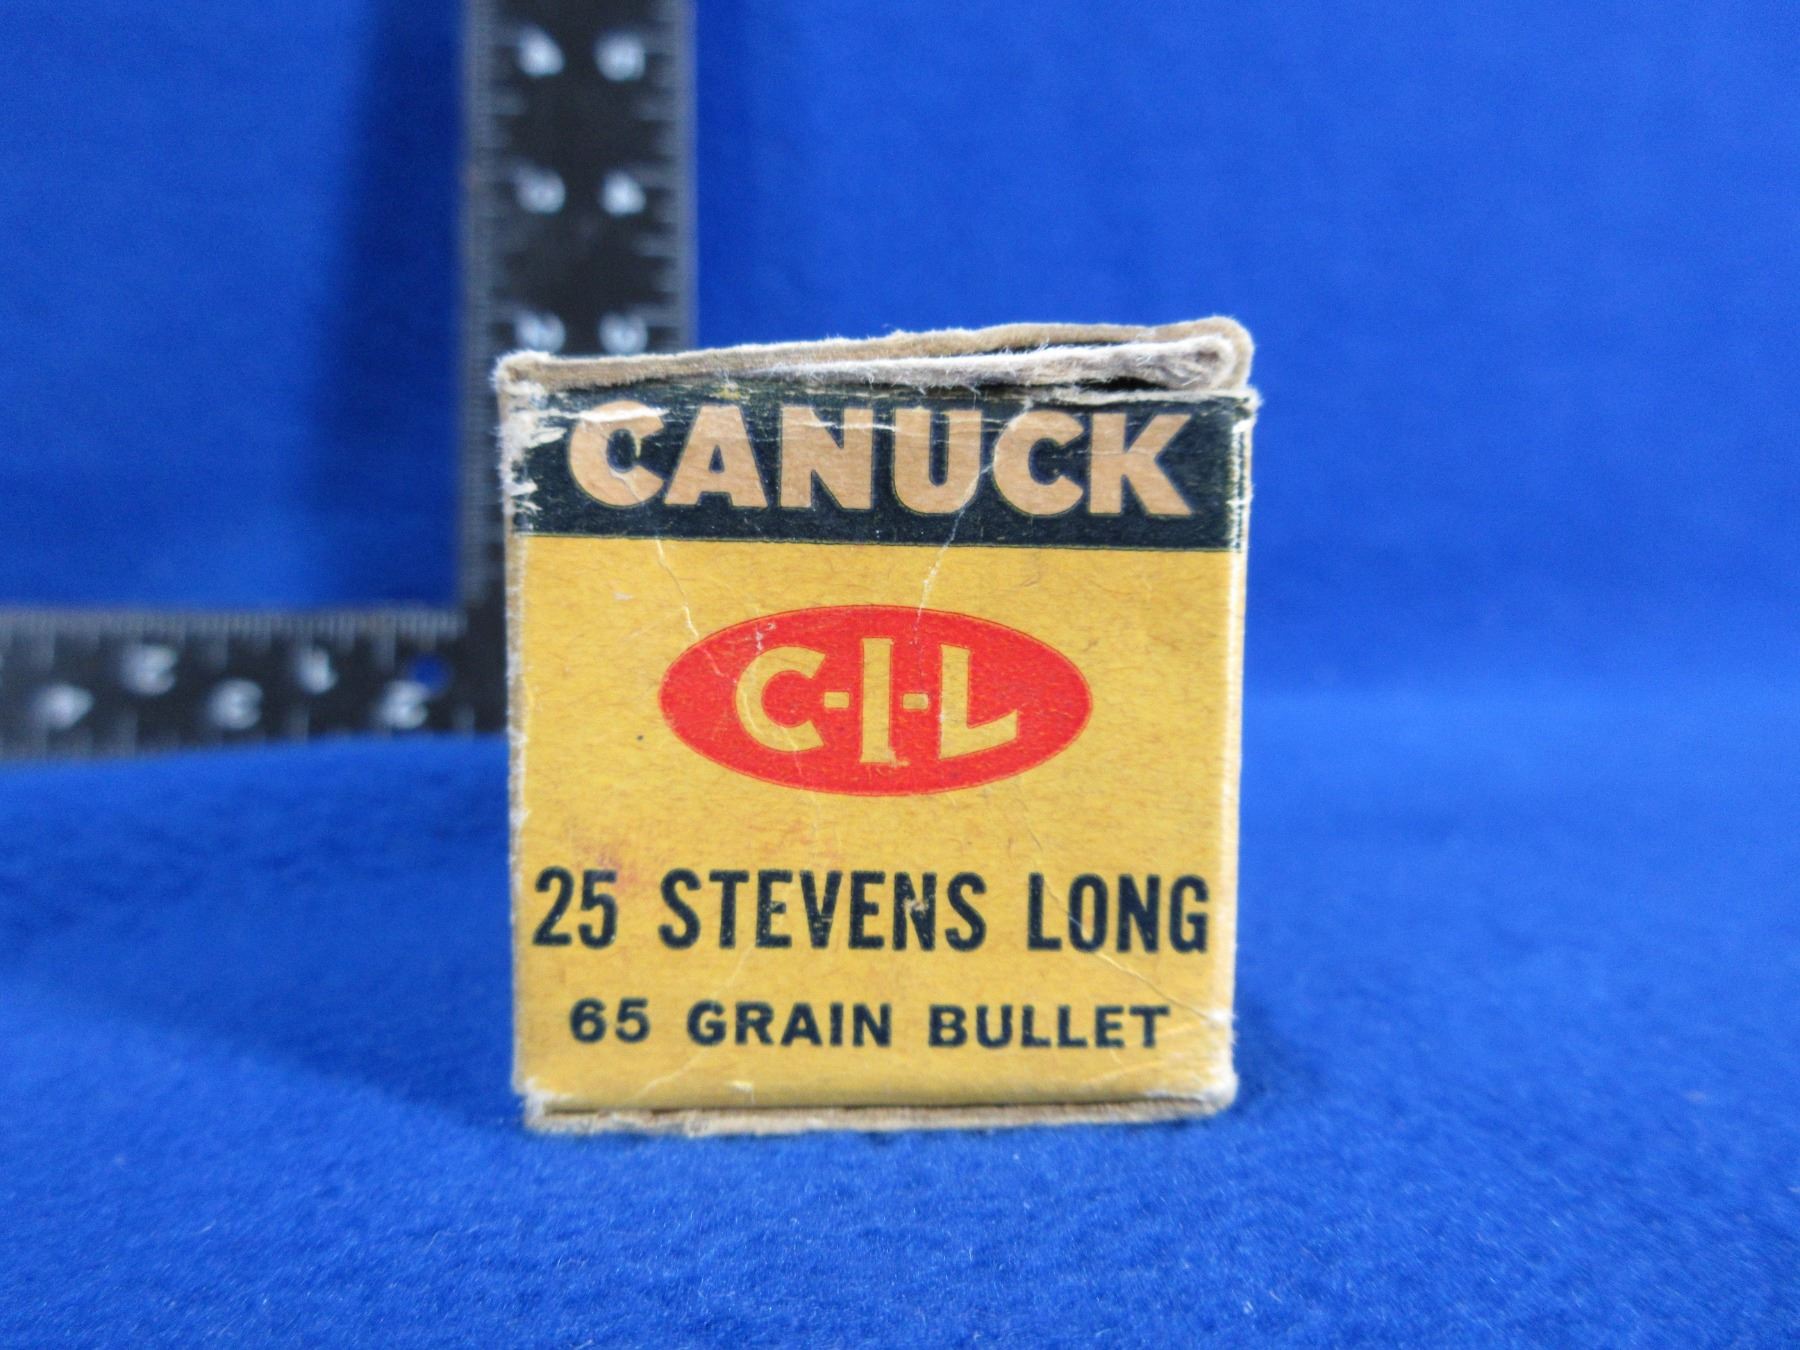 CANUCK
C-I-L
25 STEVENS LONG
65 GRAIN BULLET